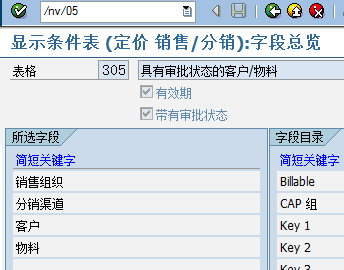 /nv/05
显示条件表 (定价 销售/分销):字段总览
表格 305 具有审批状态的客户/物料
有效期
带有审批状态
所选字段 字段目录
简短关键字 简短关键字
销售组织 Billable
分销渠道 CAP 组
客户 Key 1
物料 Key 2